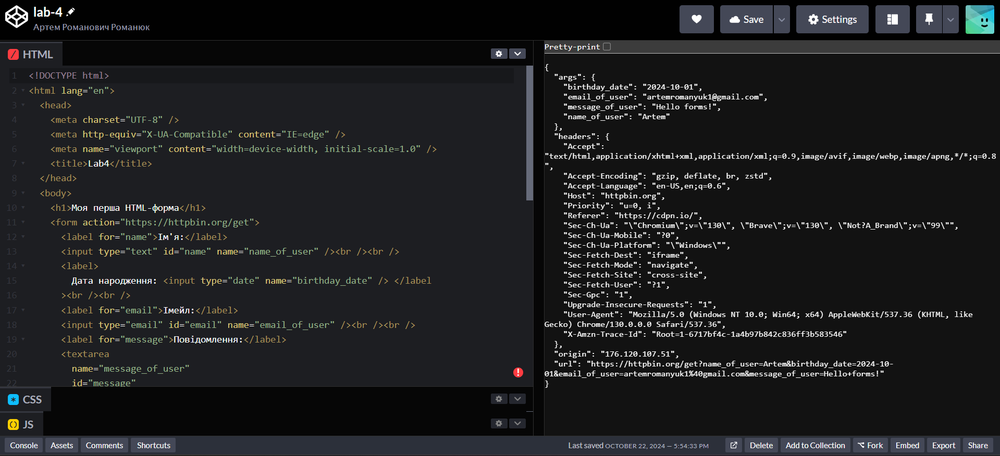 lab-4
Артем Романович Романюк
Save
Settings
HTML
1 <!DOCTYPE html>
2 <html lang="en">
3 <head>
4 <meta charset="UTF-8" />
5 <meta http-equiv="X-UA-Compatible" content="IE=edge" />
6 <meta name="viewport" content="width=device-width, initial-scale=1.0" />
7 <title>Lab4</title>
8 </head>
9 <body>
10 <h1>Моя перша HTML-форма</h1>
11 <form action="https://httpbin.org/get">
12 <label for="name">Ім'я:</label>
13 <input type="text" id="name" name="name_of_user" /><br /><br />
14 <label>
15 Дата народження: <input type="date" name="birthday_date" /> </label
16 ><br /><br />
17 <label for="email">Імейл:</label>
18 <input type="email" id="email" name="email_of_user" /><br /><br />
19 <label for="message">Повідомлення:</label>
20 <textarea
21 name="message_of_user"
22 id="message"
CSS
JS
Pretty-print
{
"args": {
"birthday_date": "2024-10-01",
"email_of_user": "artemromanyuk1@gmail.com",
"message_of_user": "Hello forms!",
"name_of_user": "Artem"
},
"headers": {
"Accept":
"text/html,application/xhtml+xml,application/xml;q=0.9,image/avif,image/webp,image/apng,*/*;q=0.8
",
"Accept-Encoding": "gzip, deflate, br, zstd",
"Accept-Language": "en-US,en;q=0.6",
"Host": "httpbin.org",
"Priority": "u=0, i",
"Referer": "https://cdpn.io/",
"Sec-Ch-Ua": "\"Chromium\";v=\"130\", \"Brave\";v=\"130\", \"Not?A_Brand\";v=\"99\"",
"Sec-Ch-Ua-Mobile": "?0",
"Sec-Ch-Ua-Platform": "\"Windows\"",
"Sec-Fetch-Dest": "iframe",
"Sec-Fetch-Mode": "navigate",
"Sec-Fetch-Site": "cross-site",
"Sec-Fetch-User": "?1",
"Sec-Gpc": "1",
"Upgrade-Insecure-Requests": "1",
"User-Agent": "Mozilla/5.0 (Windows NT 10.0; Win64; x64) AppleWebKit/537.36 (KHTML, like
Gecko) Chrome/130.0.0.0 Safari/537.36",
"X-Amzn-Trace-Id": "Root=1-6717bf4c-1a4b97b842c836ff3b583546"
},
"origin": "176.120.107.51",
"url": "https://httpbin.org/get?name_of_user=Artem&birthday_date=2024-10-
01&email_of_user=artemromanyuk1%40gmail.com&message_of_user=Hello+forms!"
}
Console
Assets
Comments
Shortcuts
Last saved OCTOBER 22, 2024 — 5:54:33 PM
Delete
Add to Collection
Fork
Embed
Export
Share